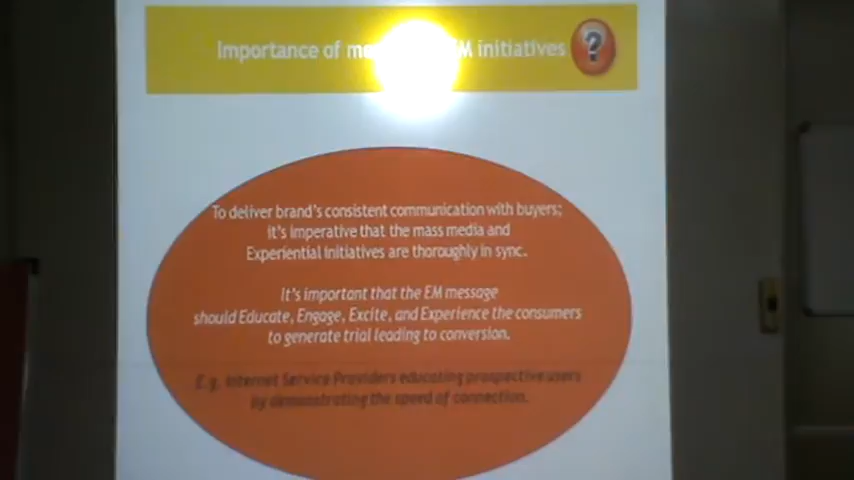 Importance of EM initiatives
?
To deliver brand's consistent communication with buyers;
it's imperative that the mass media and
Experiential initiatives are thoroughly in sync.
It's important that the EM message
should Educate, Engage, Excite, and Experience the consumers
to generate trial leading to conversion.
E.g. Internet Service Providers educating prospective users
by demonstrating the speed of connection.